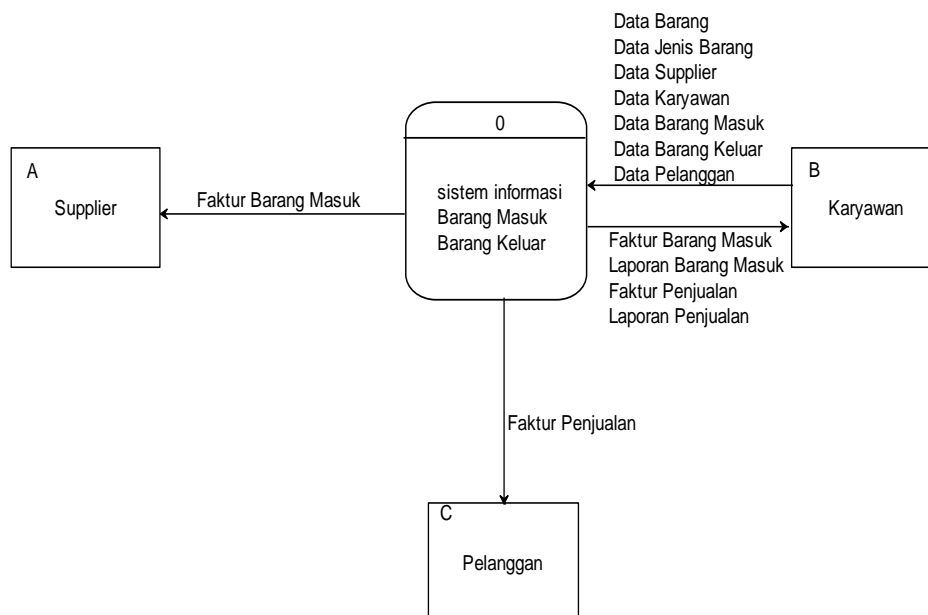 Data Barang
Data Jenis Barang
Data Supplier
Data Karyawan
Data Barang Masuk
Data Barang Keluar
Data Pelanggan
0
sistem informasi
Barang Masuk
Barang Keluar
A
Supplier
Faktur Barang Masuk
B
Karyawan
Faktur Barang Masuk
Laporan Barang Masuk
Faktur Penjualan
Laporan Penjualan
Faktur Penjualan
C
Pelanggan